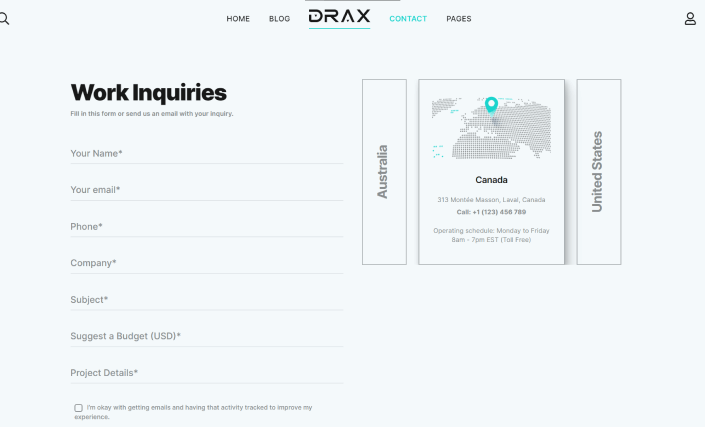 HOME
BLOG
DRAX
CONTACT
PAGES
Work Inquiries
Fill in this form or send us an email with your inquiry.
Your Name*
Your email*
Phone*
Company*
Subject*
Suggest a Budget (USD)*
Project Details*
I'm okay with getting emails and having that activity tracked to improve my
experience.
Australia
Canada
313 Montée Masson, Laval, Canada
Call: +1 (123) 456 789
Operating schedule: Monday to Friday
8am - 7pm EST (Toll Free)
United States